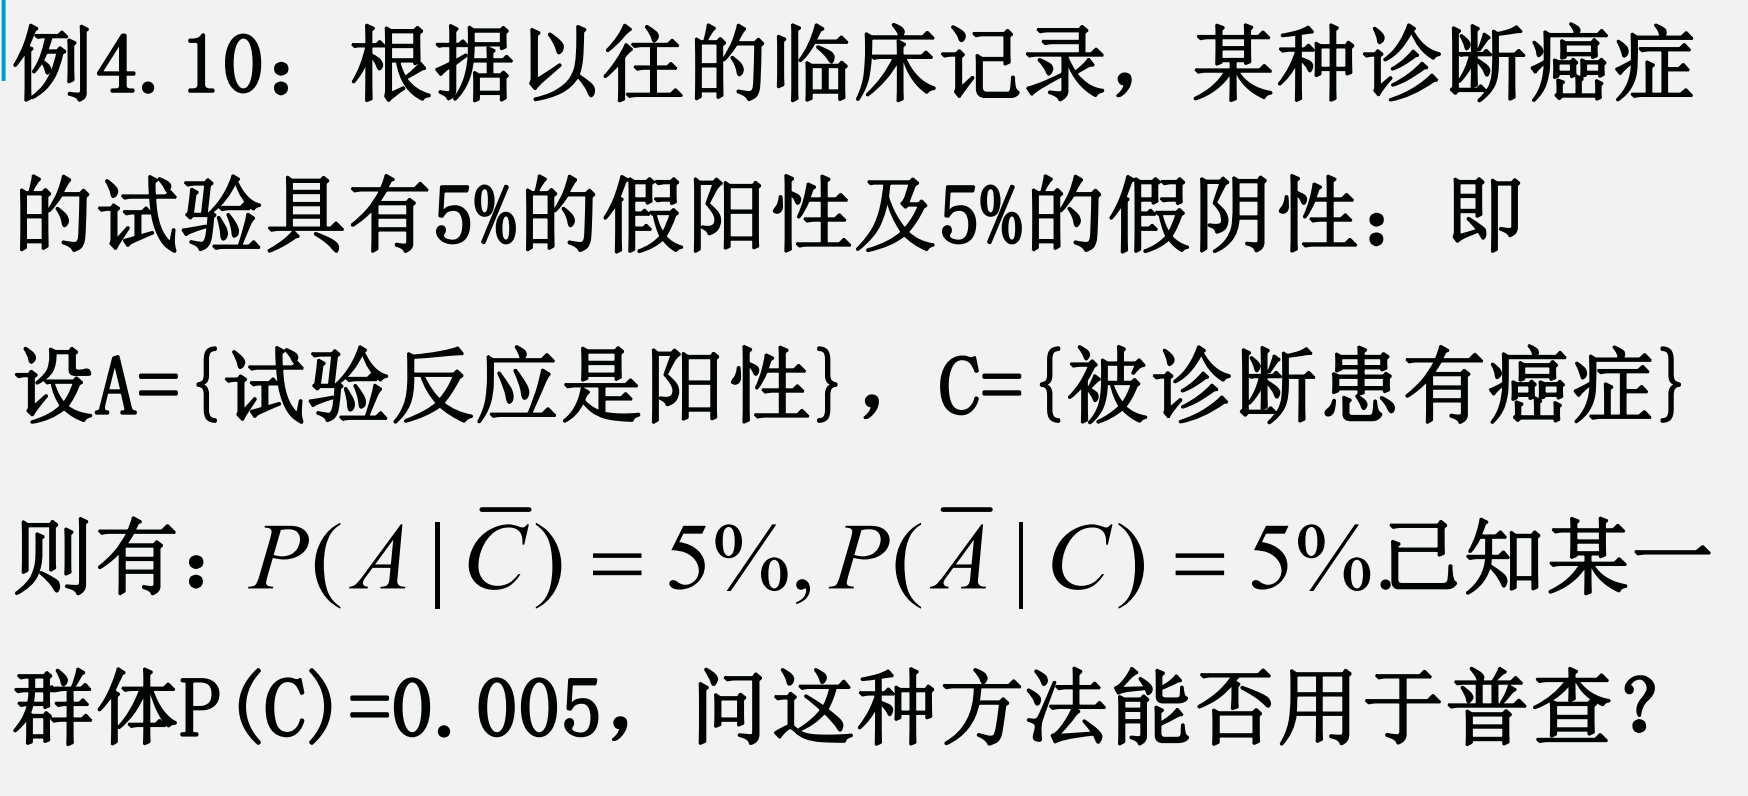 例4.10：根据以往的临床记录，某种诊断癌症
的试验具有5%的假阳性及5%的假阴性：即
设A={试验反应是阳性}，C={被诊断患有癌症}
则有：P(A|C̅) = 5%, P(A̅|C) = 5%.已知某一
群体P(C)=0.005，问这种方法能否用于普查？